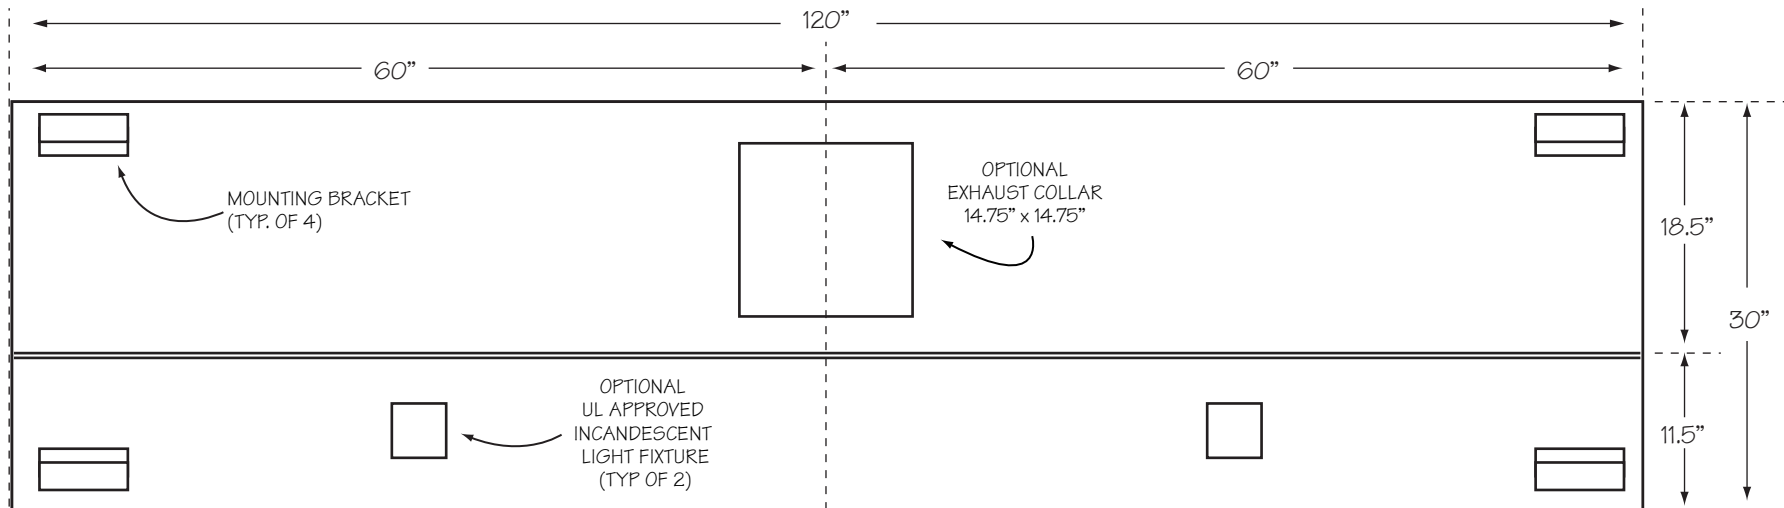 120”
60”
60”
MOUNTING BRACKET
(TYP. OF 4)
OPTIONAL
EXHAUST COLLAR
14.75” x 14.75”
18.5”
30”
OPTIONAL
UL APPROVED
INCANDESCENT
LIGHT FIXTURE
(TYP OF 2)
11.5”